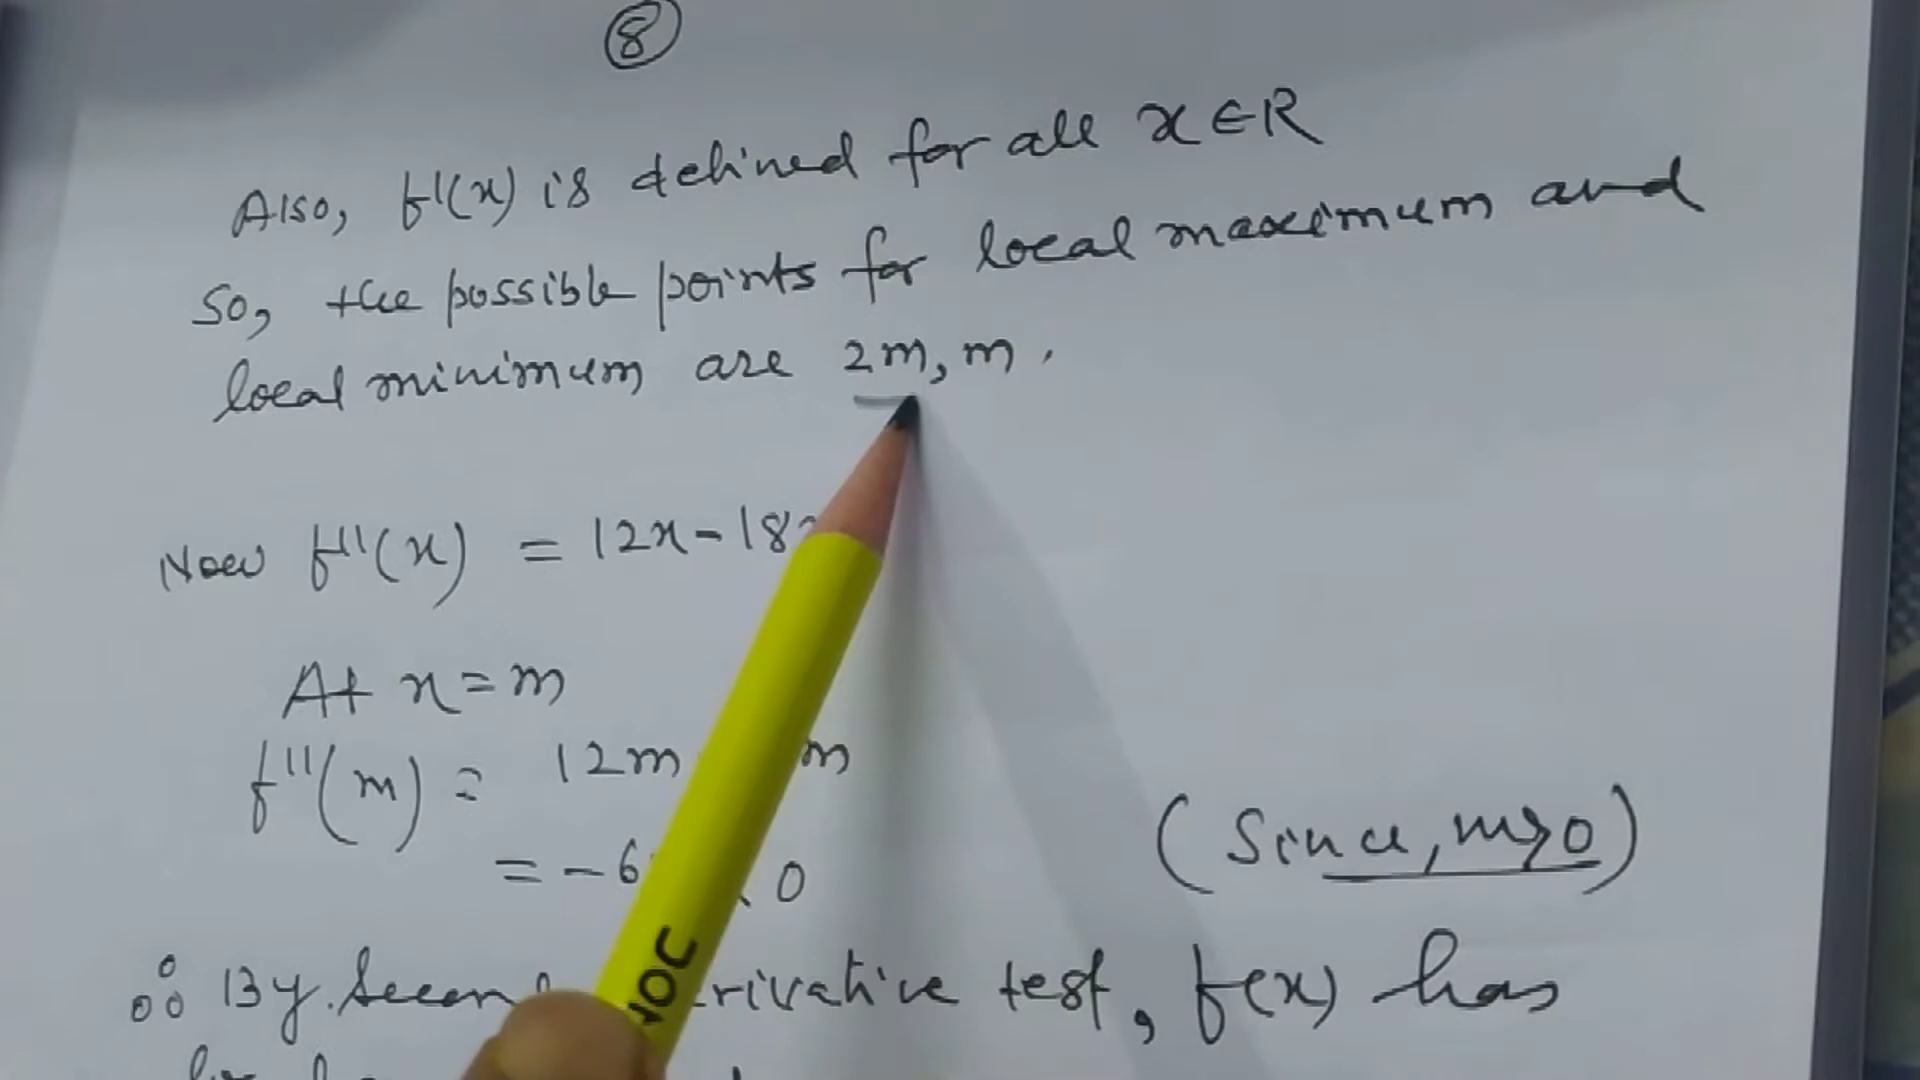 8
Also, f'(x) is defined for all x ∈ R
So, the possible points for local maximum and
local minimum are 2m, m.
Now f''(x) = 12x - 18
At x = m
f''(m) = 12m m
= -6 < 0
(Since, m>0)
∴ By Second derivative test, f(x) has